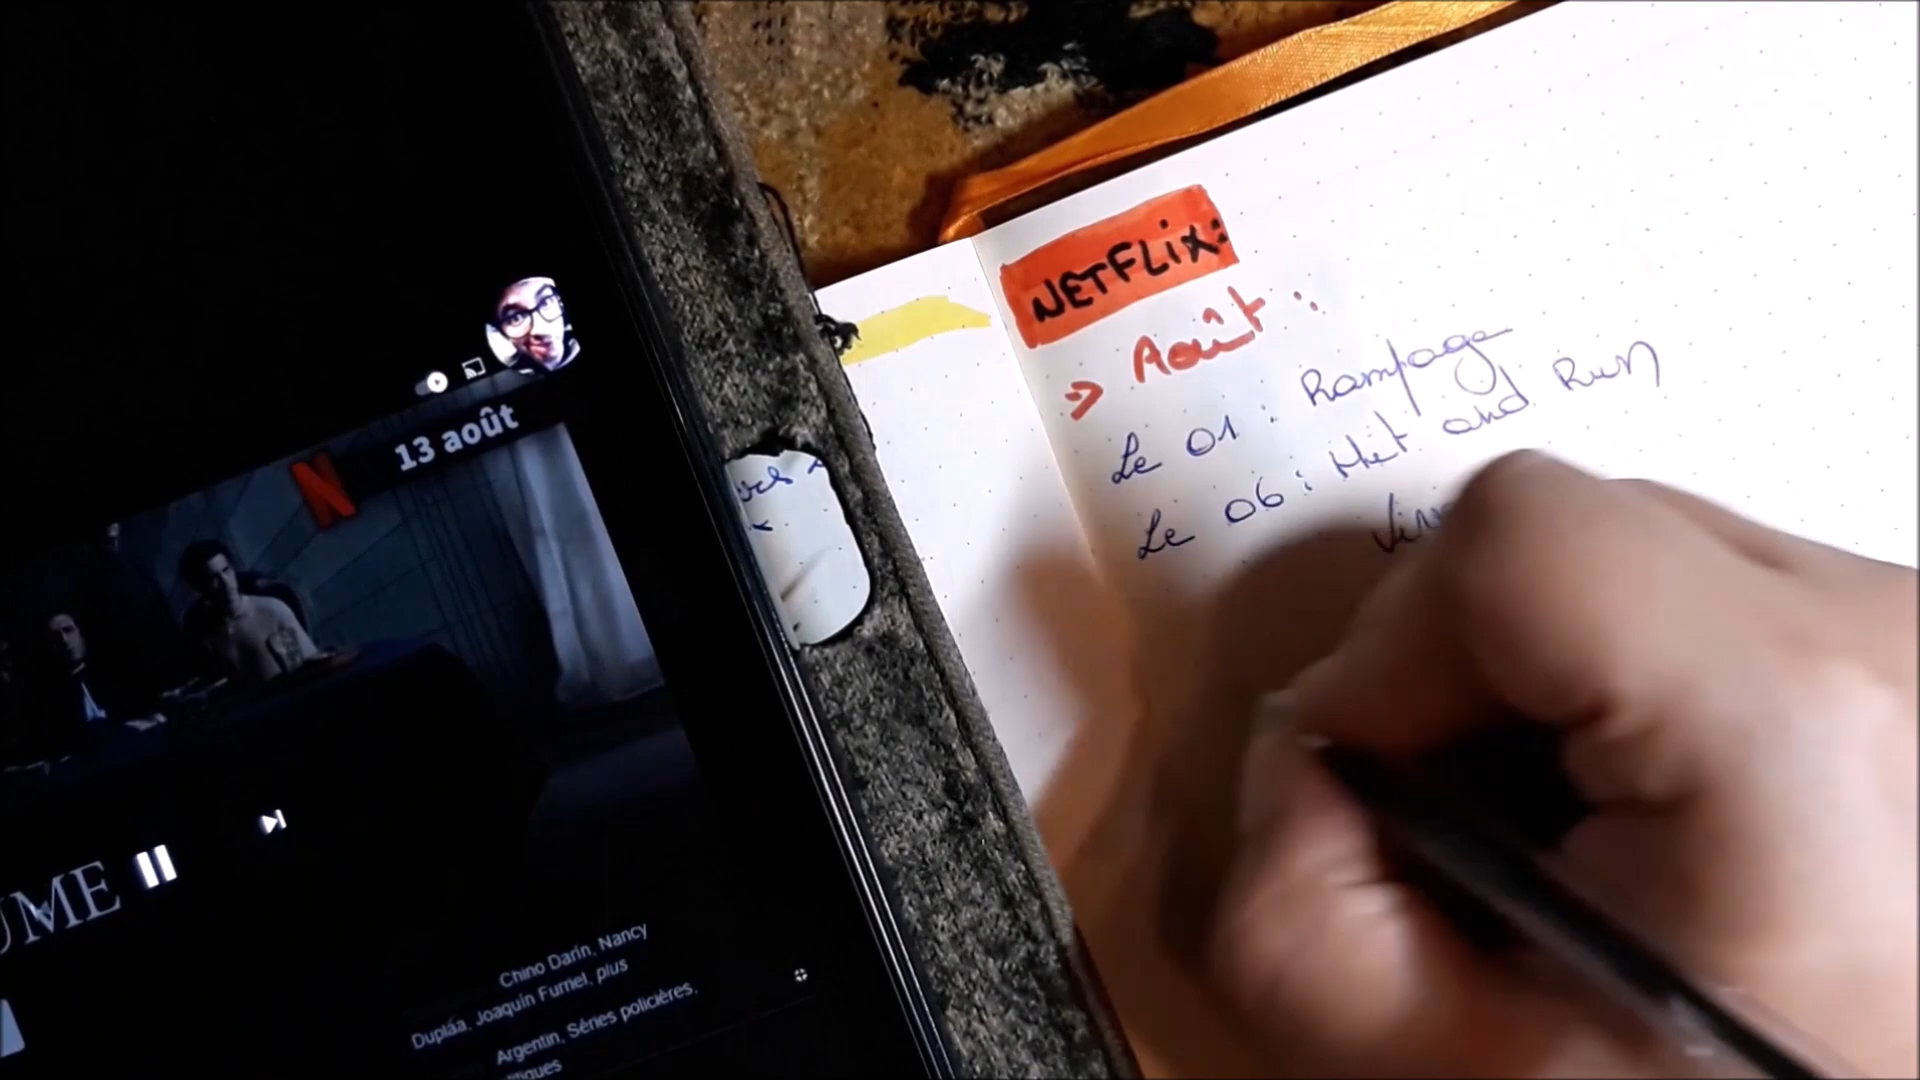 13 août
N
UME
Chino Darín, Nancy
Dupláa, Joaquín Furriel, plus
Argentin, Séries policières,
NETFLIX:
-> Août :
Le 01 : Rampage
Le 06 : Hit and Run